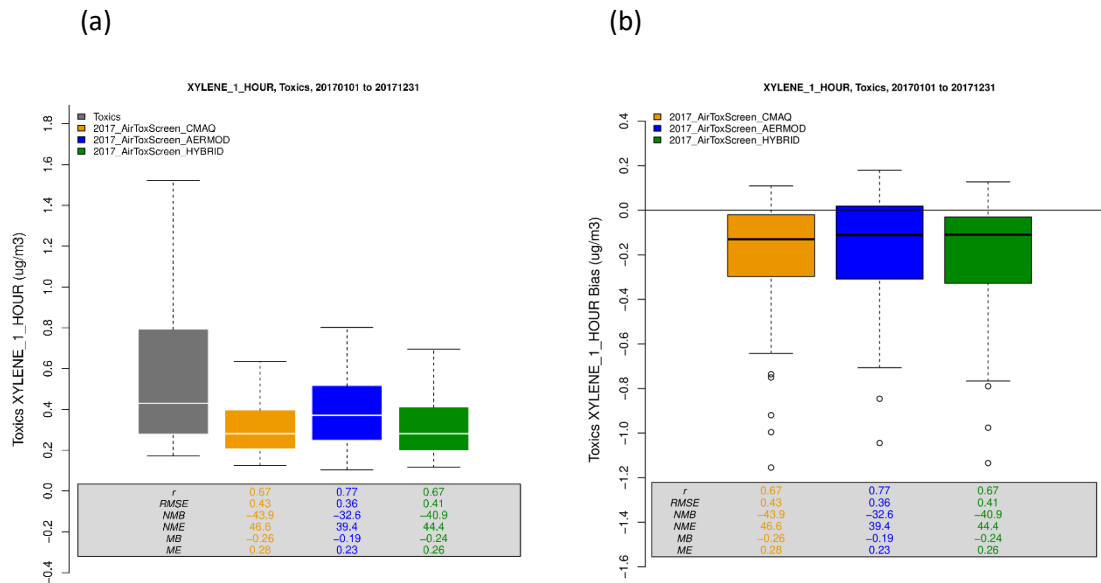 (a)
XYLENE_1_HOUR, Toxics, 20170101 to 20171231
Toxics
2017_AirToxScreen_CMAQ
2017_AirToxScreen_AERMOD
2017_AirToxScreen_HYBRID
Toxics XYLENE_1_HOUR (ug/m3)
1.8
1.6
1.4
1.2
1.0
0.8
0.6
0.4
0.2
0.0
−0.2
−0.4
r 0.67 0.77 0.67
RMSE 0.43 0.36 0.41
NMB −43.9 −32.6 −40.9
NME 46.6 39.4 44.4
MB −0.26 −0.19 −0.24
ME 0.28 0.23 0.26
(b)
XYLENE_1_HOUR, Toxics, 20170101 to 20171231
2017_AirToxScreen_CMAQ
2017_AirToxScreen_AERMOD
2017_AirToxScreen_HYBRID
Toxics XYLENE_1_HOUR Bias (ug/m3)
0.4
0.2
0.0
−0.2
−0.4
−0.6
−0.8
−1.0
−1.2
−1.4
−1.6
r 0.67 0.77 0.67
RMSE 0.43 0.36 0.41
NMB −43.9 −32.6 −40.9
NME 46.6 39.4 44.4
MB −0.26 −0.19 −0.24
ME 0.28 0.23 0.26